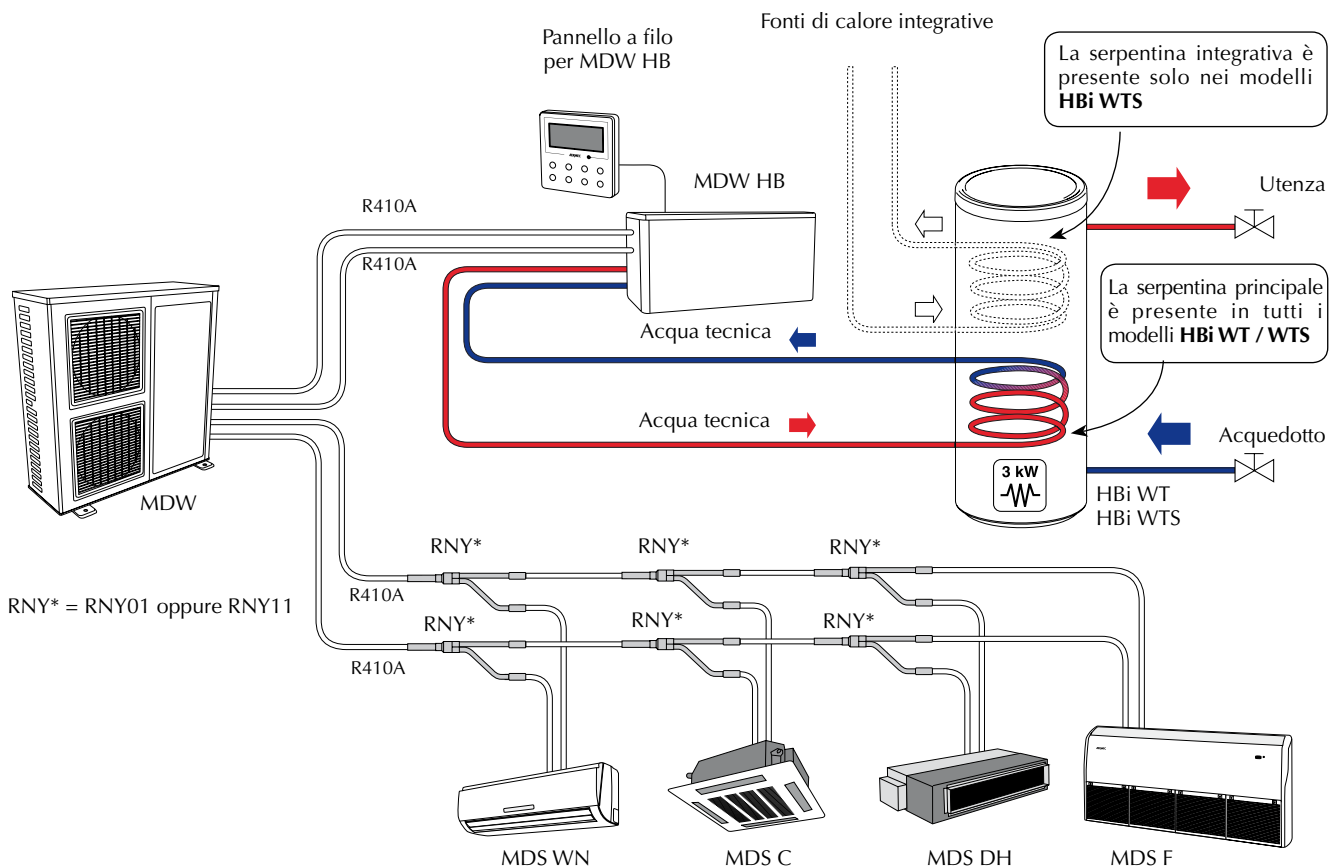 Fonti di calore integrative
Pannello a filo
per MDW HB
La serpentina integrativa è
presente solo nei modelli
HBi WTS
MDW HB
Utenza
R410A
R410A
La serpentina principale
è presente in tutti i
modelli HBi WT / WTS
Acqua tecnica
Acqua tecnica
Acquedotto
3 kW
HBi WT
HBi WTS
MDW
RNY*
RNY*
RNY*
R410A
RNY* = RNY01 oppure RNY11
RNY*
RNY*
RNY*
R410A
MDS WN
MDS C
MDS DH
MDS F